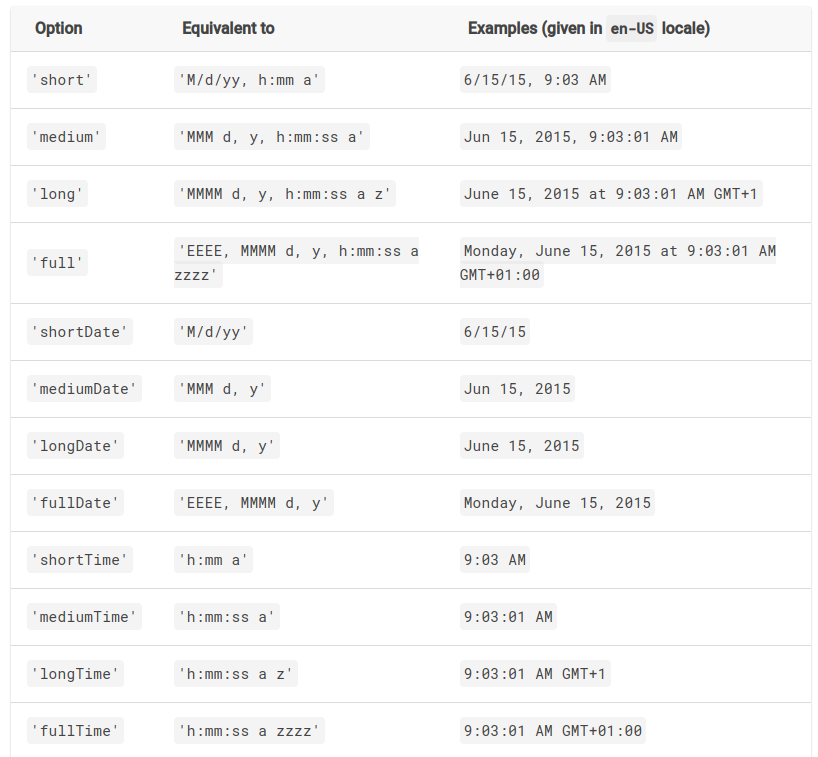 Option Equivalent to Examples (given in en-US locale)
'short' 'M/d/yy, h:mm a' 6/15/15, 9:03 AM
'medium' 'MMM d, y, h:mm:ss a' Jun 15, 2015, 9:03:01 AM
'long' 'MMMM d, y, h:mm:ss a z' June 15, 2015 at 9:03:01 AM GMT+1
'full' 'EEEE, MMMM d, y, h:mm:ss a zzzz' Monday, June 15, 2015 at 9:03:01 AM GMT+01:00
'shortDate' 'M/d/yy' 6/15/15
'mediumDate' 'MMM d, y' Jun 15, 2015
'longDate' 'MMMM d, y' June 15, 2015
'fullDate' 'EEEE, MMMM d, y' Monday, June 15, 2015
'shortTime' 'h:mm a' 9:03 AM
'mediumTime' 'h:mm:ss a' 9:03:01 AM
'longTime' 'h:mm:ss a z' 9:03:01 AM GMT+1
'fullTime' 'h:mm:ss a zzzz' 9:03:01 AM GMT+01:00